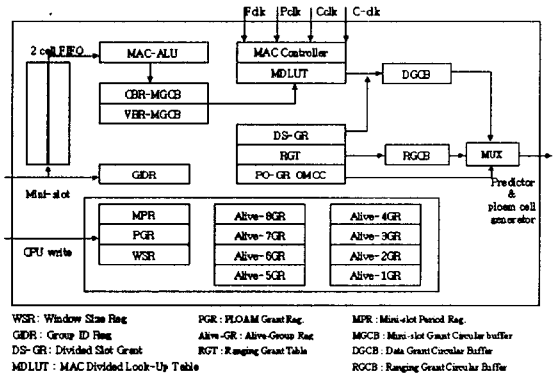 Fclk Pclk Cclk C-clk
2 cell FIFO
MAC-ALU
MAC Controller
MDLUT
DGCB
CBR-MGCB
VBR-MGCB
DS-GR
RGT
PO-GR OMCC
RGCB
MUX
GIDR
Mini-slot
Predictor
&
ploam cell
generator
MPR
PGR
WSR
CPU write
Alive-8GR
Alive-7GR
Alive-6GR
Alive-5GR
Alive-4GR
Alive-3GR
Alive-2GR
Alive-1GR
WSR : Window Size Reg
PGR : PLOAM Grant Reg.
MPR : Mini-slot Period Reg.
GIDR : Group ID Reg
Alive-GR : Alive-Group Reg
MGCB : Mini-slot Grant Circular buffer
DS-GR: Divided Slot Grant
RGT : Ranging Grant Table
DGCB : Data Grant Circular Buffer
MDLUT : MAC Divided Look-Up Table
RGCB : Ranging Grant Circular Buffer